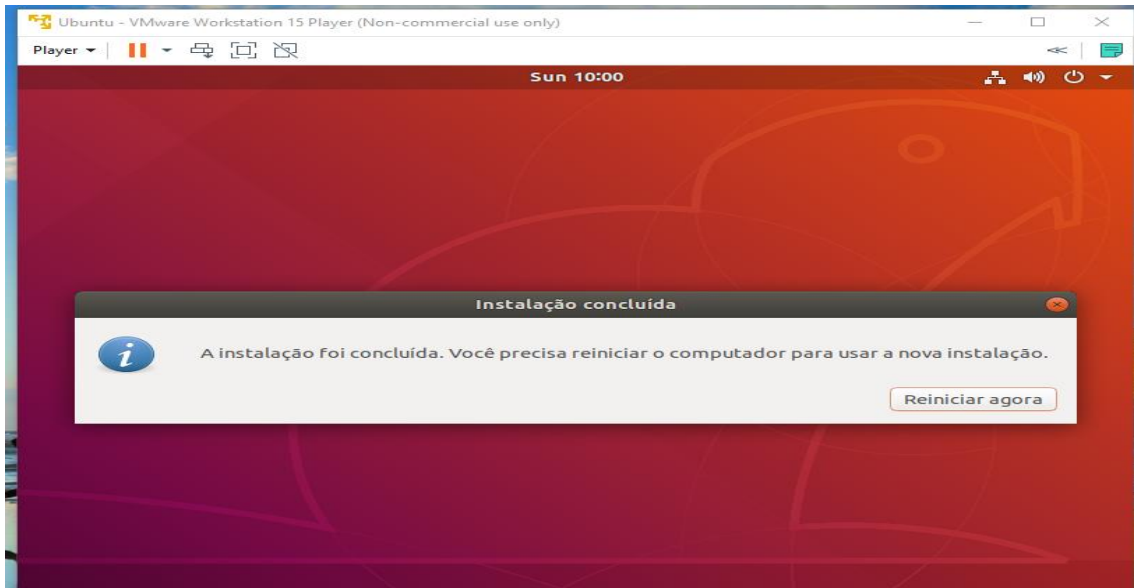 Ubuntu - VMware Workstation 15 Player (Non-commercial use only)
Player
Sun 10:00
Instalação concluída
A instalação foi concluída. Você precisa reiniciar o computador para usar a nova instalação.
Reiniciar agora